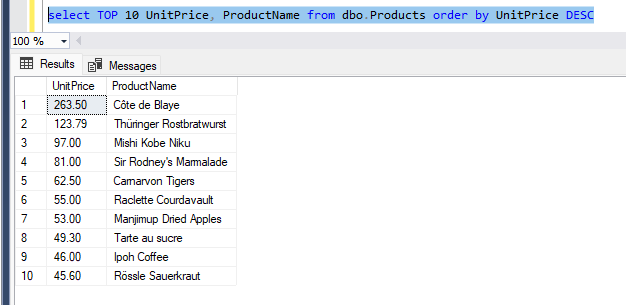 select TOP 10 UnitPrice, ProductName from dbo.Products order by UnitPrice DESC
100 %
Results Messages
UnitPrice ProductName
1 263.50 Côte de Blaye
2 123.79 Thüringer Rostbratwurst
3 97.00 Mishi Kobe Niku
4 81.00 Sir Rodney's Marmalade
5 62.50 Carnarvon Tigers
6 55.00 Raclette Courdavault
7 53.00 Manjimup Dried Apples
8 49.30 Tarte au sucre
9 46.00 Ipoh Coffee
10 45.60 Rössle Sauerkraut